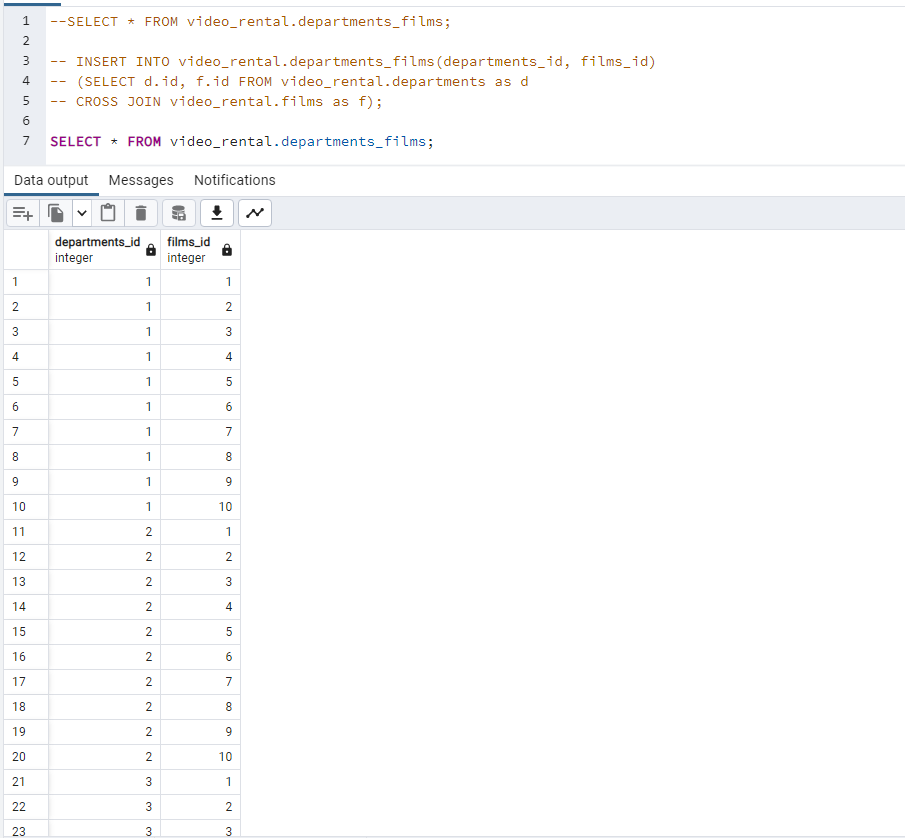 1 --SELECT * FROM video_rental.departments_films;
2
3 -- INSERT INTO video_rental.departments_films(departments_id, films_id)
4 -- (SELECT d.id, f.id FROM video_rental.departments as d
5 -- CROSS JOIN video_rental.films as f);
6
7 SELECT * FROM video_rental.departments_films;
Data output Messages Notifications
departments_id films_id
integer integer
1 1 1
2 1 2
3 1 3
4 1 4
5 1 5
6 1 6
7 1 7
8 1 8
9 1 9
10 1 10
11 2 1
12 2 2
13 2 3
14 2 4
15 2 5
16 2 6
17 2 7
18 2 8
19 2 9
20 2 10
21 3 1
22 3 2
23 3 3